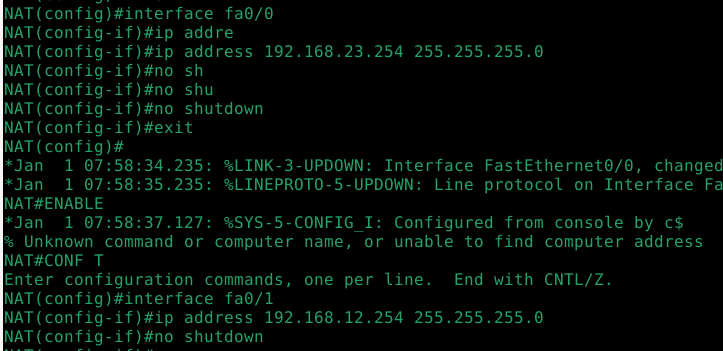 NAT(config)#interface fa0/0
NAT(config-if)#ip addre
NAT(config-if)#ip address 192.168.23.254 255.255.255.0
NAT(config-if)#no sh
NAT(config-if)#no shu
NAT(config-if)#no shutdown
NAT(config-if)#exit
NAT(config)#
*Jan  1 07:58:34.235: %LINK-3-UPDOWN: Interface FastEthernet0/0, changed
*Jan  1 07:58:35.235: %LINEPROTO-5-UPDOWN: Line protocol on Interface Fa
NAT#ENABLE
*Jan  1 07:58:37.127: %SYS-5-CONFIG_I: Configured from console by c$
% Unknown command or computer name, or unable to find computer address
NAT#CONF T
Enter configuration commands, one per line.  End with CNTL/Z.
NAT(config)#interface fa0/1
NAT(config-if)#ip address 192.168.12.254 255.255.255.0
NAT(config-if)#no shutdown